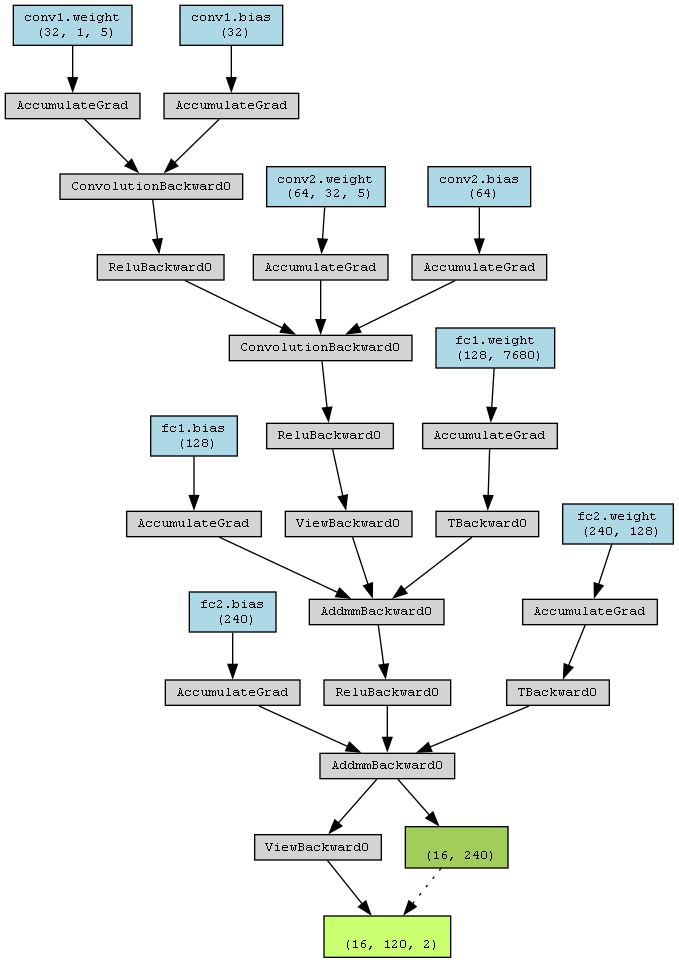 conv1.weight
(32, 1, 5)
conv1.bias
(32)
AccumulateGrad
AccumulateGrad
ConvolutionBackward0
conv2.weight
(64, 32, 5)
conv2.bias
(64)
ReluBackward0
AccumulateGrad
AccumulateGrad
ConvolutionBackward0
fc1.weight
(128, 7680)
fc1.bias
(128)
ReluBackward0
AccumulateGrad
AccumulateGrad
ViewBackward0
TBackward0
fc2.weight
(240, 128)
fc2.bias
(240)
AddmmBackward0
AccumulateGrad
AccumulateGrad
ReluBackward0
TBackward0
AddmmBackward0
ViewBackward0
(16, 240)
(16, 120, 2)